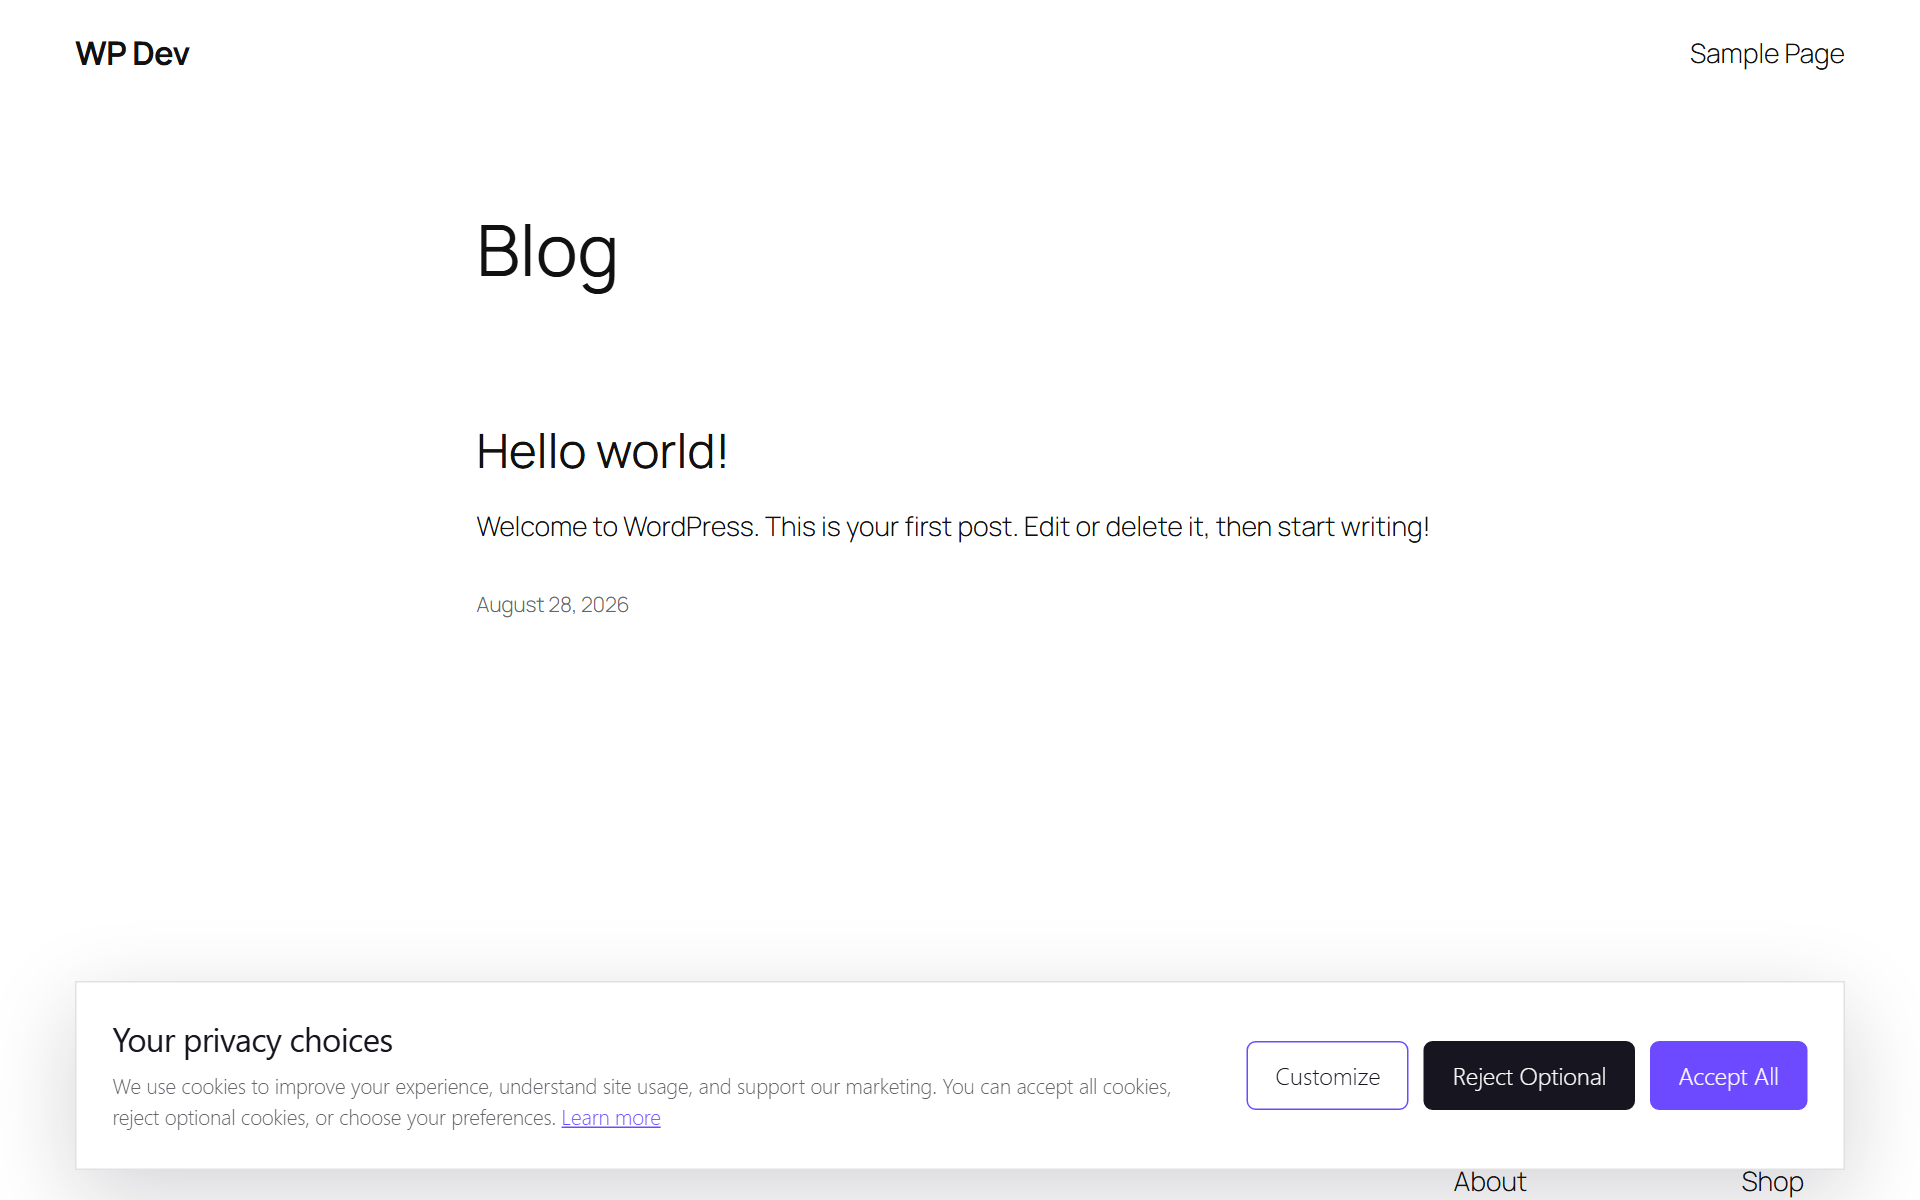 WP Dev
Sample Page
Blog
Hello world!
Welcome to WordPress. This is your first post. Edit or delete it, then start writing!
August 28, 2026
Your privacy choices
We use cookies to improve your experience, understand site usage, and support our marketing. You can accept all cookies,
reject optional cookies, or choose your preferences. Learn more
Customize
Reject Optional
Accept All
About
Shop